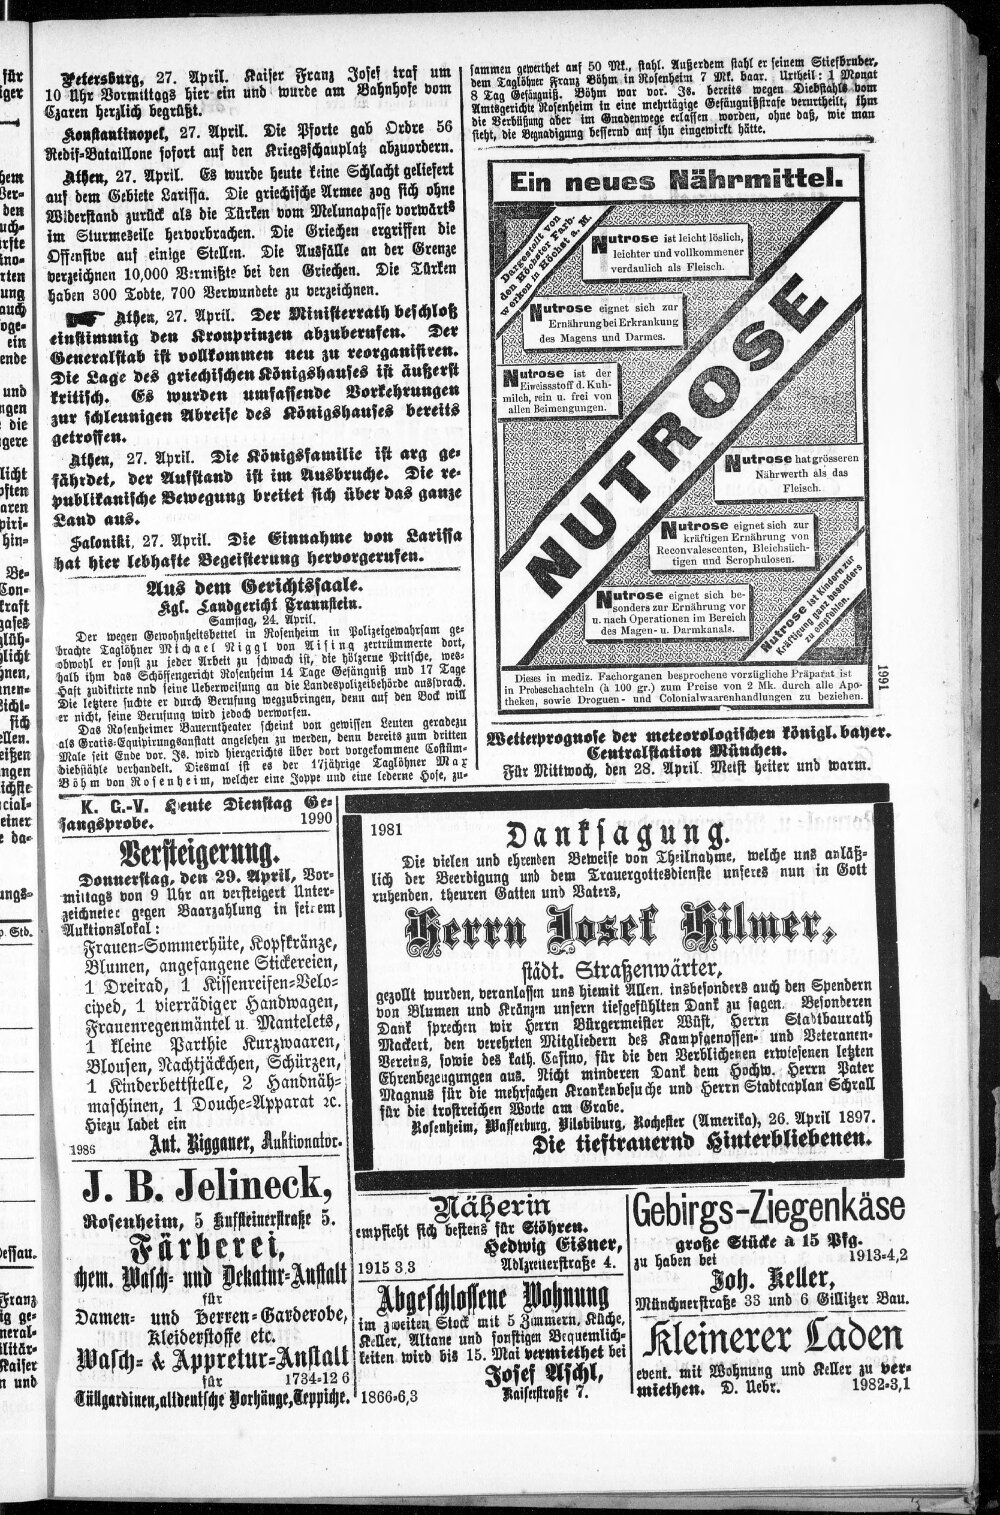 Petersburg, 27. April. Kaiser Franz Josef traf um
10 Uhr Vormittags hier ein und wurde am Bahnhofe vom
Czaren herzlich begrüßt.
Konstantinopel, 27. April. Die Pforte gab Ordre 56
Redif-Bataillone sofort auf den Kriegsschauplatz abzuordern.
Athen, 27. April. Es wurde heute keine Schlacht geliefert
auf dem Gebiete Larissa. Die griechische Armee zog sich ohne
Widerstand zurück als die Türken vom Melunapasse vorwärts
im Sturmeseile hervorbrachen. Die Griechen ergriffen die
Offensive auf einige Stellen. Die Ausfälle an der Grenze
verzeichnen 10,000 Vermißte bei den Griechen. Die Türken
haben 300 Todte, 700 Verwundete zu verzeichnen.
Athen, 27. April. Der Ministerrath beschloß
einstimmig den Kronprinzen abzuberufen. Der
Generalstab ist vollkommen neu zu reorganisiren.
Die Lage des griechischen Königshauses ist äußerst
kritisch. Es wurden umfassende Vorkehrungen
zur schleunigen Abreise des Königshauses bereits
getroffen.
Athen, 27. April. Die Königsfamilie ist arg ge-
fährdet, der Aufstand ist im Ausbruche. Die re-
publikanische Bewegung breitet sich über das ganze
Land aus.
Saloniki, 27. April. Die Einnahme von Larissa
hat hier lebhafte Begeisterung hervorgerufen.
Aus dem Gerichtssaale.
Kgl. Landgericht Traunstein.
Samstag, 24. April.
Der wegen Gewohnheitsbettel in Rosenheim in Polizeigewahrsam ge-
brachte Taglöhner Michael Niggl von Aising zertrümmerte dort,
obwohl er sonst zu jeder Arbeit zu schwach ist, die hölzerne Pritsche, wes-
halb ihm das Schöffengericht Rosenheim 14 Tage Gefängniß und 17 Tage
Haft zudiktirte und seine Ueberweisung an die Landespolizeibehörde aussprach.
Die letztere suchte er durch Berufung wegzubringen, denn auf den Bock will
er nicht, seine Berufung wird jedoch verworfen.
Das Rosenheimer Bauerntheater scheint von gewissen Leuten geradezu
als Gratis-Equipirungsanstalt angesehen zu werden, denn bereits zum dritten
Male seit Ende vor. Js. wird hiergerichts über dort vorgekommene Costüm-
diebstähle verhandelt. Diesmal ist es der 17jährige Taglöhner Max
Böhm von Rosenheim, welcher eine Joppe und eine lederne Hose, zu-
sammen gewerthet auf 50 Mk., stahl. Außerdem stahl er seinem Stiefbruder,
dem Taglöhner Franz Böhm in Rosenheim 7 Mk. baar. Urtheil: 1 Monat
8 Tag Gefängniß. Böhm war vor. Js. bereits wegen Diebstahls vom
Amtsgerichte Rosenheim in eine mehrtägige Gefängnißstrafe verurtheilt, ihm
die Verbüßung aber im Gnadenwege erlassen worden, ohne daß, wie man
sieht, die Begnadigung bessernd auf ihn eingewirkt hätte.
Ein neues Nährmittel.
Dargestellt von
den Höchster Farb-
werken in Höchst a. M.
Nutrose ist leicht löslich,
leichter und vollkommener
verdaulich als Fleisch.
Nutrose eignet sich zur
Ernährung bei Erkrankung
des Magens und Darmes.
Nutrose ist der
Eiweissstoff d. Kuh-
milch, rein u. frei von
allen Beimengungen.
NUTROSE
Nutrose hat grösseren
Nährwerth als das
Fleisch.
Nutrose eignet sich zur
kräftigen Ernährung von
Reconvalescenten, Bleichsüch-
tigen und Scrophulosen.
Nutrose eignet sich be-
sonders zur Ernährung vor
u. nach Operationen im Bereich
des Magen- u. Darmkanals.
Nutrose ist Kindern zur
Kräftigung ganz besonders
zu empfohlen.
Dieses in mediz. Fachorganen besprochene vorzügliche Präparat ist
in Probeschachteln (à 100 gr.) zum Preise von 2 Mk. durch alle Apo-
theken, sowie Droguen- und Colonialwaarenhandlungen zu beziehen.
1991
Wetterprognose der meteorologischen königl. bayer.
Centralstation München.
Für Mittwoch, den 28. April. Meist heiter und warm.
K. G.-V. Heute Dienstag Ge-
sangsprobe. 1990
Versteigerung.
Donnerstag, den 29. April, Vor-
mittags von 9 Uhr an versteigert Unter-
zeichneter gegen Baarzahlung in seinem
Auktionslokal:
Frauen-Sommerhüte, Kopfkränze,
Blumen, angefangene Stickereien,
1 Dreirad, 1 Kissenreifen-Velo-
ciped, 1 vierrädiger Handwagen,
Frauenregenmäntel u. Mantelets,
1 kleine Parthie Kurzwaaren,
Blousen, Nachtjäckchen, Schürzen,
1 Kinderbettstelle, 2 Handnäh-
maschinen, 1 Douche-Apparat ꝛc.
Hiezu ladet ein
1986 Ant. Bigganer, Auktionator.
J. B. Jelineck,
Rosenheim, 5 Kufsteinerstraße 5.
Färberei,
chem. Wasch- und Dekatur-Anstalt
für
Damen- und Herren-Garderobe,
Kleiderstoffe etc.
Wasch- & Appretur-Anstalt
für 1734=12 6
Tüllgardinen, altdeutsche Vorhänge, Teppiche.
1981
Danksagung.
Die vielen und ehrenden Beweise von Theilnahme, welche uns anläß-
lich der Beerdigung und dem Trauergottesdienste unseres nun in Gott
ruhenden, theuren Gatten und Vaters,
Herrn Josef Hilmer,
städt. Straßenwärter,
gezollt wurden, veranlassen uns hiemit Allen, insbesonders auch den Spendern
von Blumen und Kränzen unsern tiefgefühlten Dank zu sagen. Besonderen
Dank sprechen wir Herrn Bürgermeister Wüst, Herrn Stadtbaurath
Mackert, den verehrten Mitgliedern des Kampfgenossen- und Veteranen-
Vereins, sowie des kath. Casino, für die den Verblichenen erwiesenen letzten
Ehrenbezeugungen aus. Nicht minderen Dank dem Hochw. Herrn Pater
Magnus für die mehrfachen Krankenbesuche und Herrn Stadtcaplan Schrall
für die trostreichen Worte am Grabe.
Rosenheim, Wasserburg, Vilsbiburg, Rochester (Amerika), 26. April 1897.
Die tieftrauernd Hinterbliebenen.
Näherin
empfieht sich bestens für Stöhren.
Hedwig Eisner,
1915 3,3 Adlzreuterstraße 4.
Abgeschlossene Wohnung
im zweiten Stock mit 5 Zimmern, Küche,
Keller, Altane und sonstigen Bequemlich-
keiten wird bis 15. Mai vermiethet bei
Josef Aschl,
1866=6,3 Kaiserstraße 7.
Gebirgs-Ziegenkäse
große Stücke à 15 Pfg.
zu haben bei 1913=4,2
Joh. Keller,
Münchnerstraße 33 und 6 Gillitzer Bau.
Kleinerer Laden
event. mit Wohnung und Keller zu ver-
miethen. D. Uebr. 1982=3,1